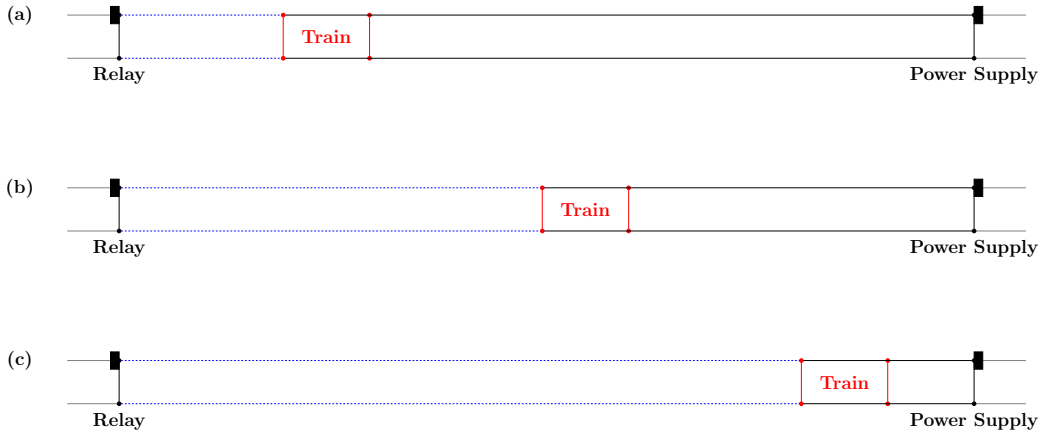 (a)
Train
Relay
Power Supply
(b)
Train
Relay
Power Supply
(c)
Train
Relay
Power Supply